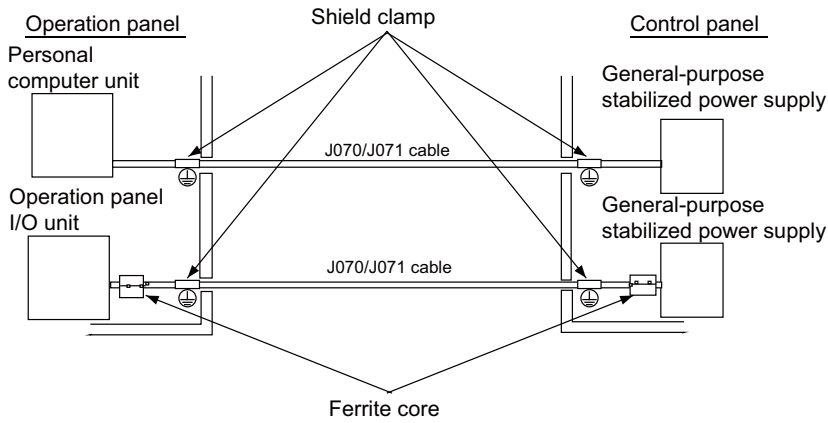 Operation panel
Shield clamp
Control panel
Personal
computer unit
General-purpose
stabilized power supply
J070/J071 cable
Operation panel
I/O unit
General-purpose
stabilized power supply
J070/J071 cable
Ferrite core